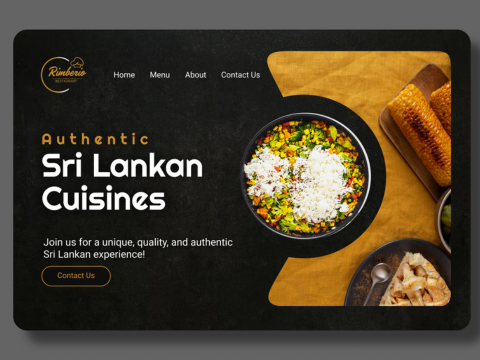 Rimberio
RESTAURANT
Home Menu About Contact Us
Authentic
Sri Lankan
Cuisines
Join us for a unique, quality, and authentic
Sri Lankan experience!
Contact Us